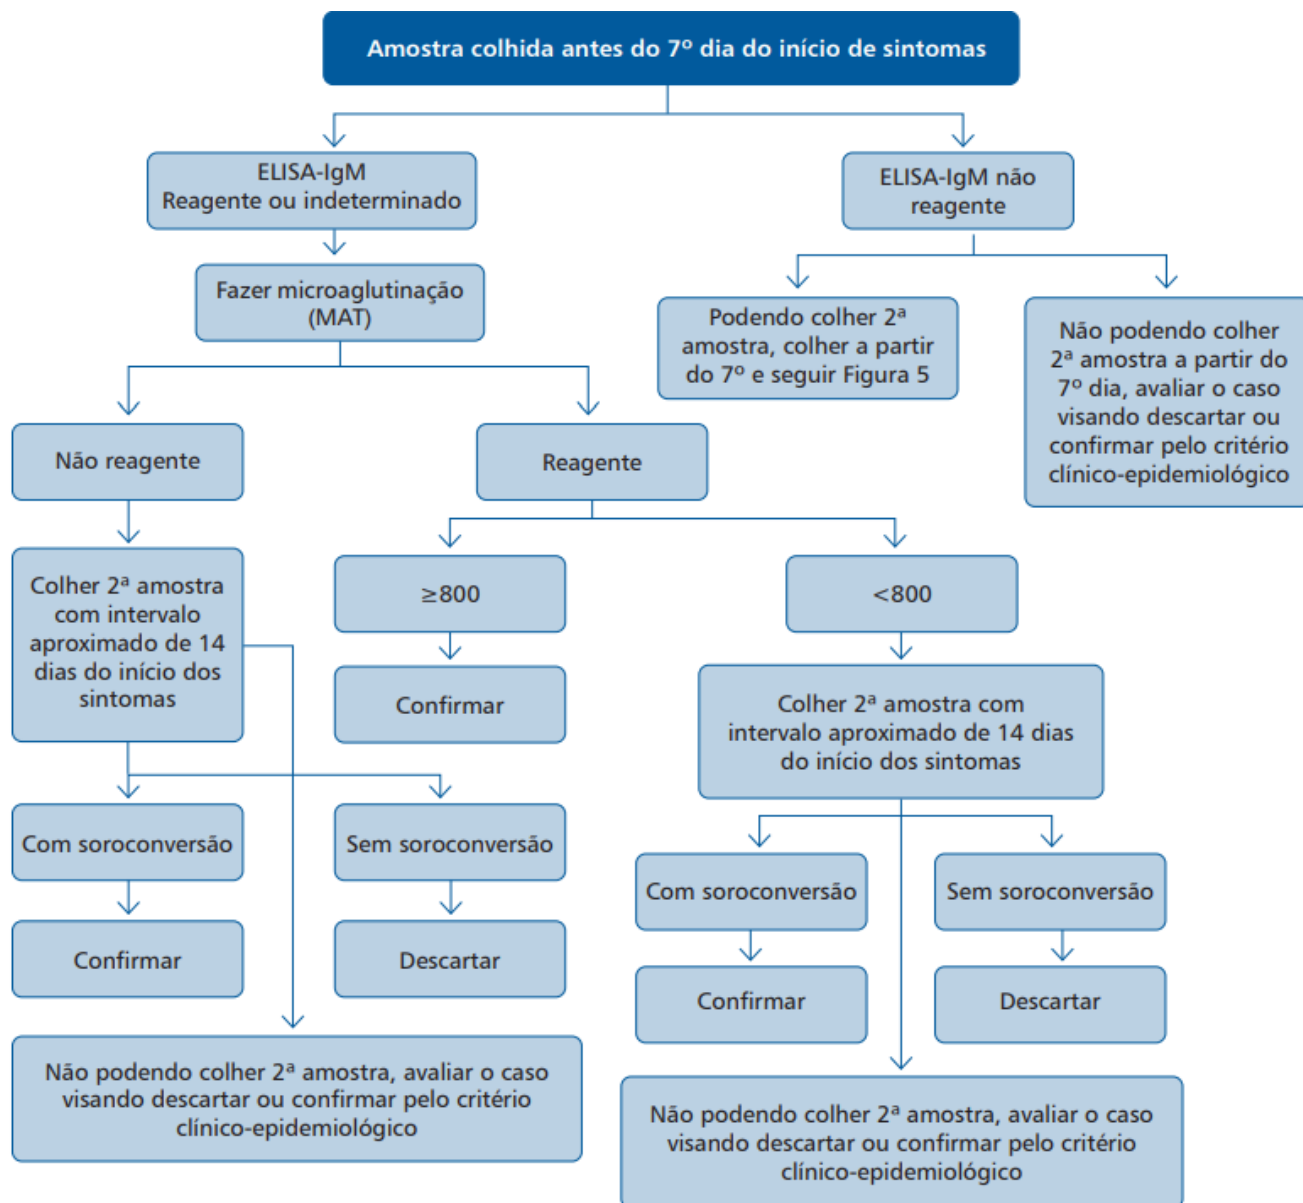 Amostra colhida antes do 7º dia do início de sintomas
ELISA-IgM
Reagente ou indeterminado
ELISA-IgM não
reagente
Fazer microaglutinação
(MAT)
Podendo colher 2ª
amostra, colher a partir
do 7º e seguir Figura 5
Não podendo colher
2ª amostra a partir do
7º dia, avaliar o caso
visando descartar ou
confirmar pelo critério
clínico-epidemiológico
Não reagente
Reagente
Colher 2ª amostra
com intervalo
aproximado de 14
dias do início dos
sintomas
≥800
<800
Confirmar
Colher 2ª amostra com
intervalo aproximado de 14 dias
do início dos sintomas
Com soroconversão
Sem soroconversão
Com soroconversão
Sem soroconversão
Confirmar
Descartar
Confirmar
Descartar
Não podendo colher 2ª amostra, avaliar o caso
visando descartar ou confirmar pelo critério
clínico-epidemiológico
Não podendo colher 2ª amostra, avaliar o caso
visando descartar ou confirmar pelo critério
clínico-epidemiológico